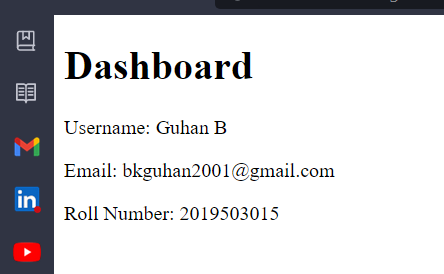 Dashboard
Username: Guhan B
Email: bkguhan2001@gmail.com
Roll Number: 2019503015